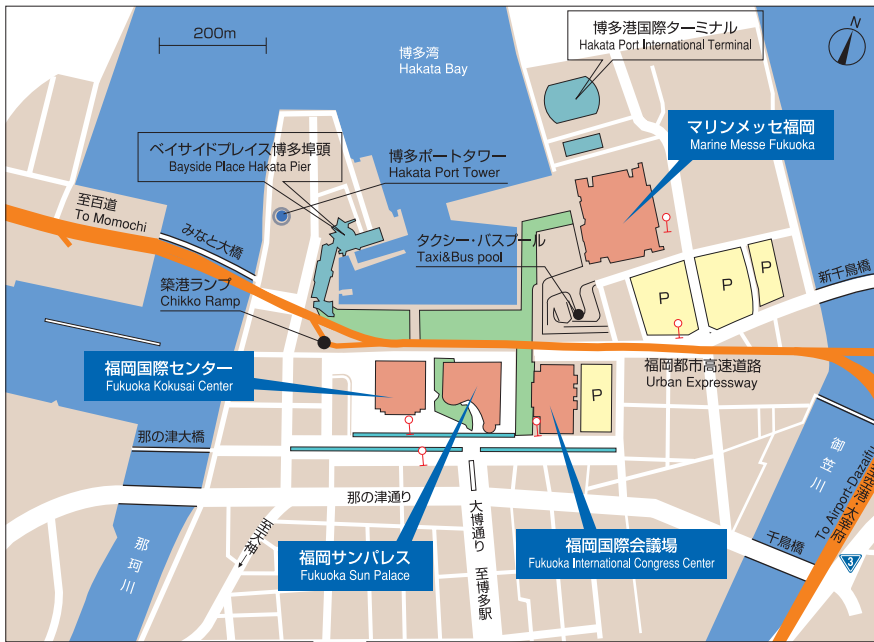 200m
博多湾
Hakata Bay
博多港国際ターミナル
Hakata Port International Terminal
N
マリンメッセ福岡
Marine Messe Fukuoka
ベイサイドプレイス博多埠頭
Bayside Place Hakata Pier
博多ポートタワー
Hakata Port Tower
至百道
To Momochi
みなと大橋
タクシー・バスプール
Taxi&Bus pool
新千鳥橋
築港ランプ
Chikko Ramp
P
P
P
福岡国際センター
Fukuoka Kokusai Center
福岡都市高速道路
Urban Expressway
P
那の津大橋
御笠川
那の津通り
大博通り 至博多駅
至天神
那珂川
福岡サンパレス
Fukuoka Sun Palace
福岡国際会議場
Fukuoka International Congress Center
千鳥橋
To Airport-Dazaifu
3